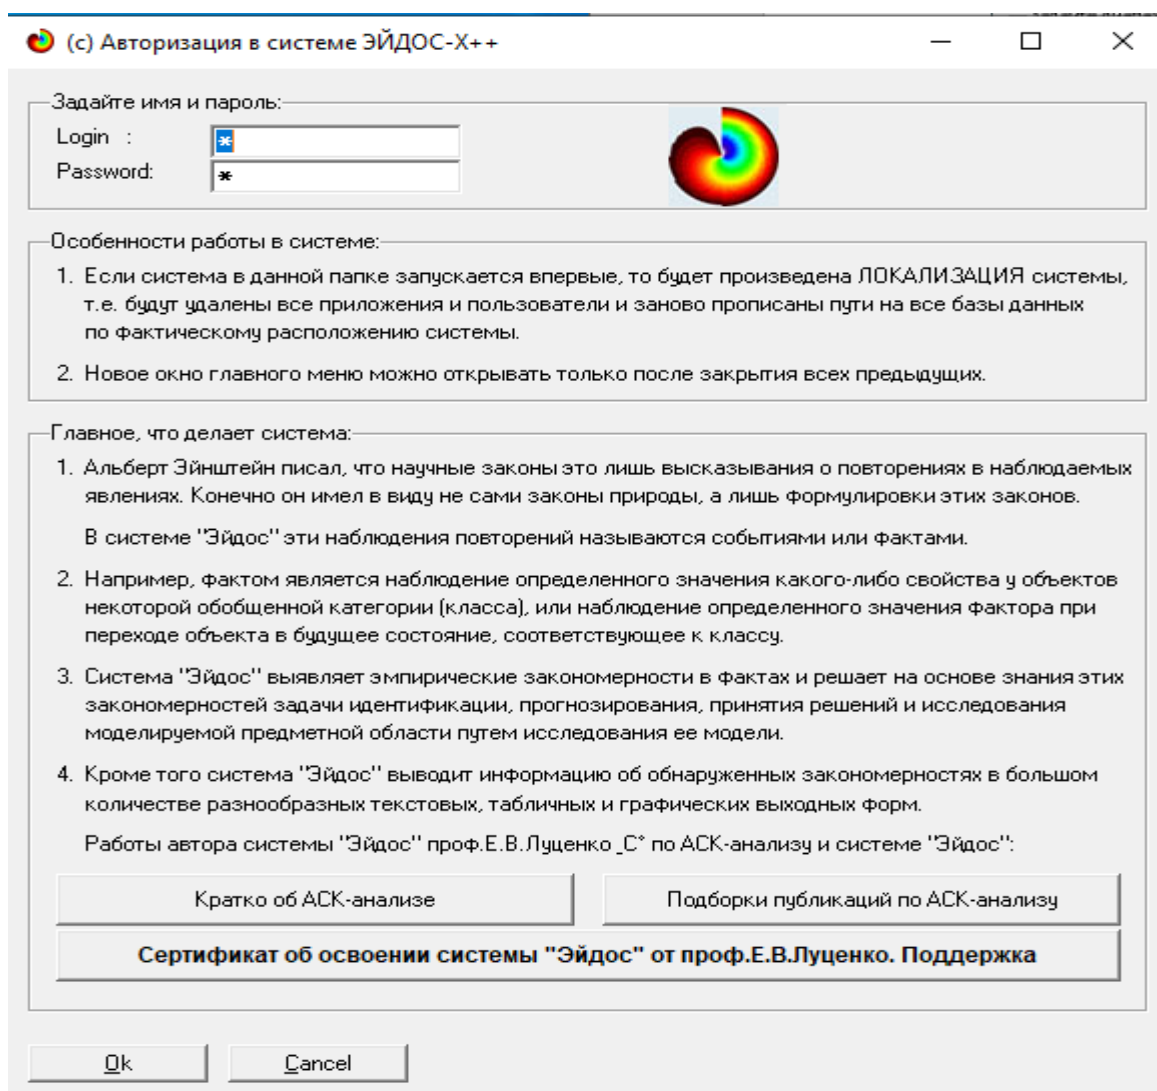 (c) Авторизация в системе ЭЙДОС-X++
Задайте имя и пароль:
Login :
*
Password:
*
Особенности работы в системе:
1. Если система в данной папке запускается впервые, то будет произведена ЛОКАЛИЗАЦИЯ системы,
т.е. будут удалены все приложения и пользователи и заново прописаны пути на все базы данных
по фактическому расположению системы.
2. Новое окно главного меню можно открывать только после закрытия всех предыдущих.
Главное, что делает система:
1. Альберт Эйнштейн писал, что научные законы это лишь высказывания о повторениях в наблюдаемых
явлениях. Конечно он имел в виду не сами законы природы, а лишь формулировки этих законов.
В системе "Эйдос" эти наблюдения повторений называются событиями или фактами.
2. Например, фактом является наблюдение определенного значения какого-либо свойства у объектов
некоторой обобщенной категории (класса), или наблюдение определенного значения фактора при
переходе объекта в будущее состояние, соответствующее к классу.
3. Система "Эйдос" выявляет эмпирические закономерности в фактах и решает на основе знания этих
закономерностей задачи идентификации, прогнозирования, принятия решений и исследования
моделируемой предметной области путем исследования ее модели.
4. Кроме того система "Эйдос" выводит информацию об обнаруженных закономерностях в большом
количестве разнообразных текстовых, табличных и графических выходных форм.
Работы автора системы "Эйдос" проф.Е.В.Луценко _С° по АСК-анализу и системе "Эйдос":
Кратко об АСК-анализе
Подборки публикаций по АСК-анализу
Сертификат об освоении системы "Эйдос" от проф.Е.В.Луценко. Поддержка
Ok
Cancel